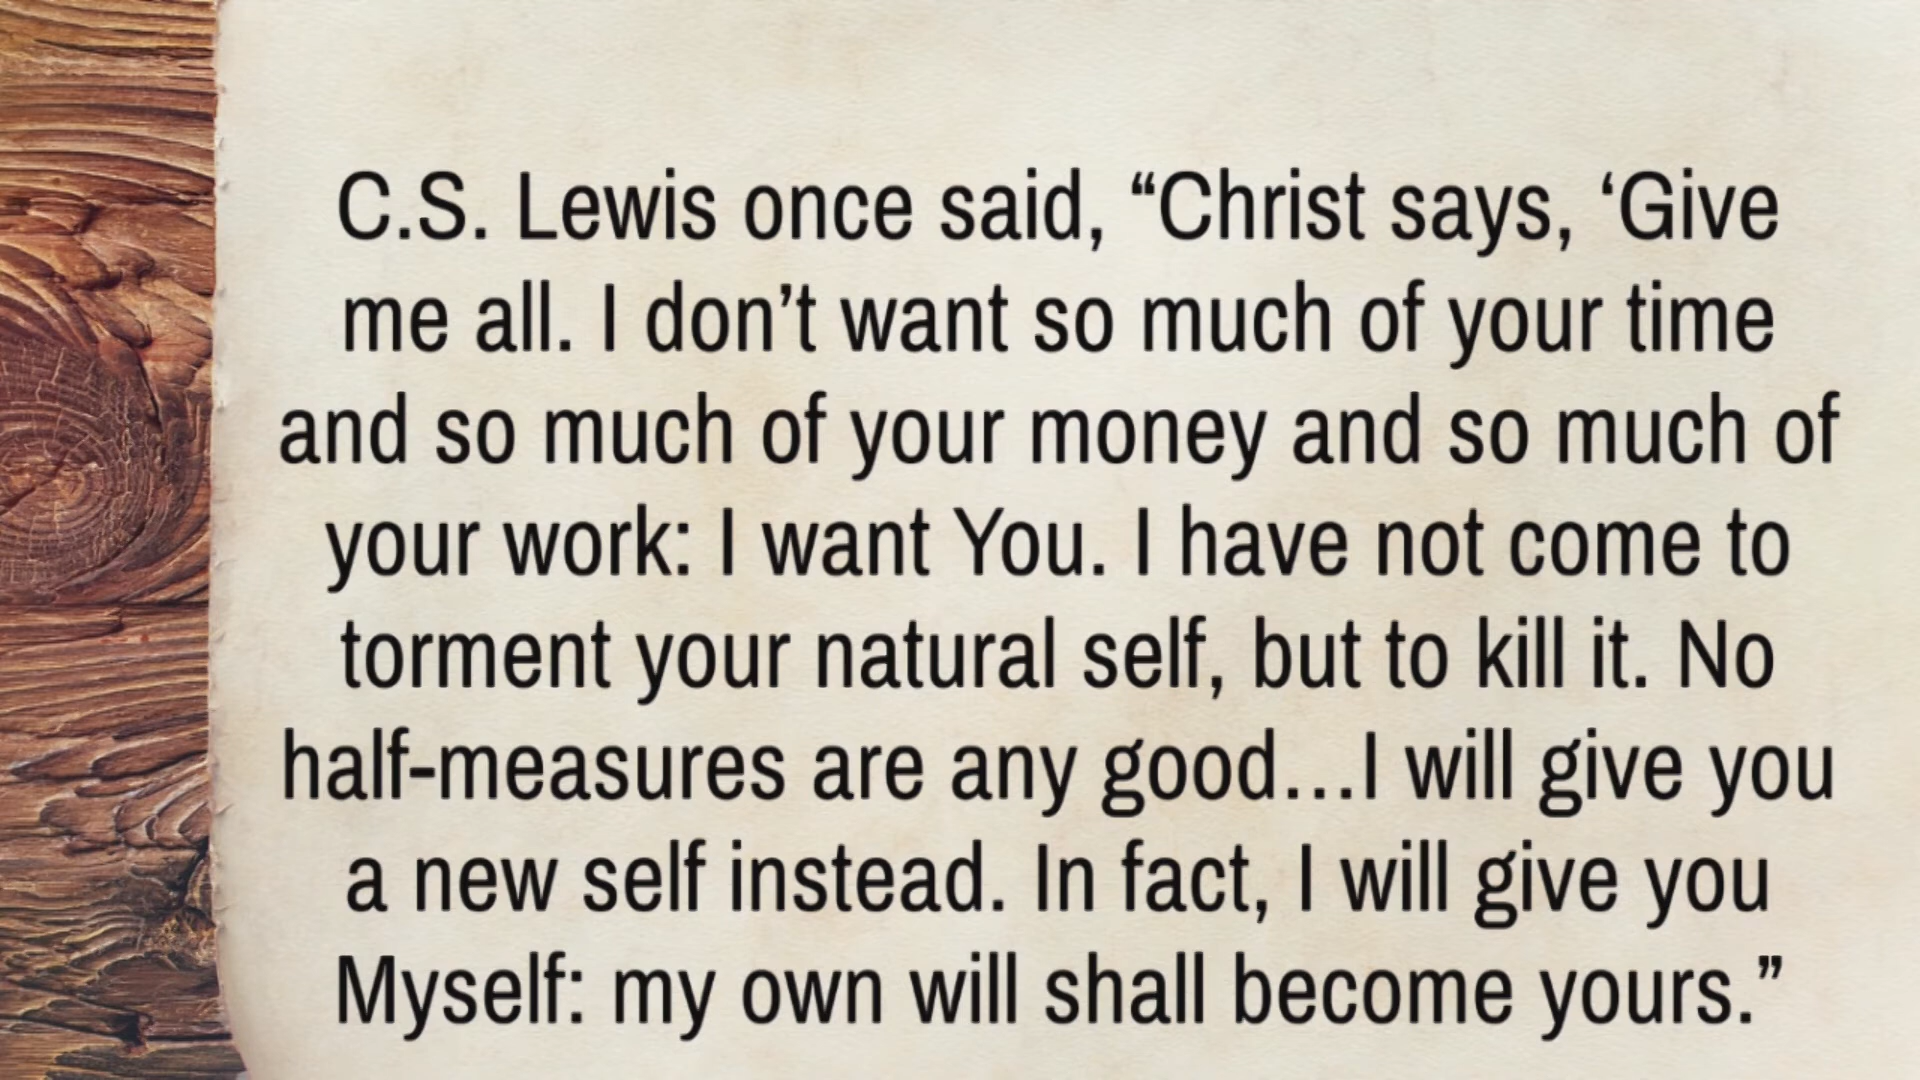 C.S. Lewis once said, “Christ says, ‘Give
me all. I don’t want so much of your time
and so much of your money and so much of
your work: I want You. I have not come to
torment your natural self, but to kill it. No
half-measures are any good…I will give you
a new self instead. In fact, I will give you
Myself: my own will shall become yours.”